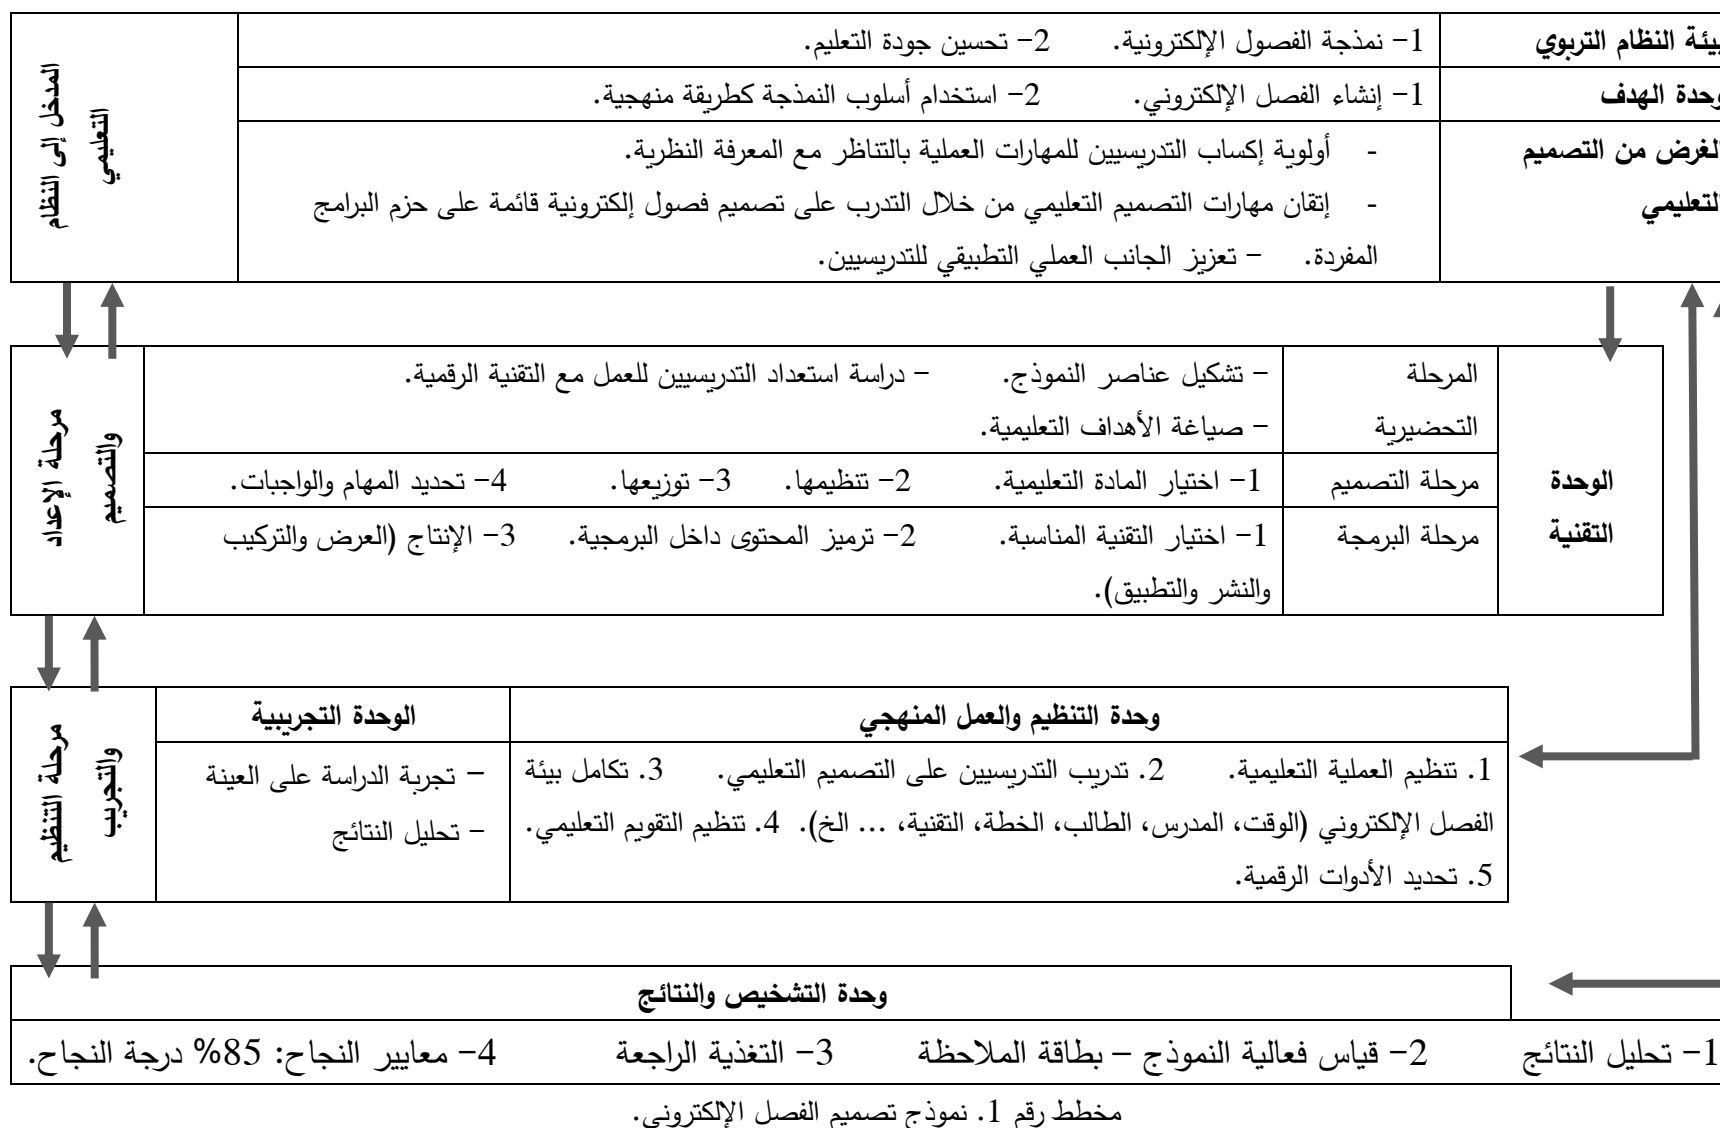 بيئة النظام التربوي
1– نمذجة الفصول الإلكترونية. 2– تحسين جودة التعليم.
وحدة الهدف
1– إنشاء الفصل الإلكتروني. 2– استخدام أسلوب النمذجة كطريقة منهجية.
الغرض من التصميم
التعليمي
- أولوية إكساب التدريسيين للمهارات العملية بالتناظر مع المعرفة النظرية.
- إتقان مهارات التصميم التعليمي من خلال التدرب على تصميم فصول إلكترونية قائمة على حزم البرامج
المفردة. – تعزيز الجانب العملي التطبيقي للتدريسيين.
المدخل إلى النظام
التعليمي
الوحدة
التقنية
المرحلة
التحضيرية
– تشكيل عناصر النموذج. – دراسة استعداد التدريسيين للعمل مع التقنية الرقمية.
– صياغة الأهداف التعليمية.
مرحلة التصميم
1– اختيار المادة التعليمية. 2– تنظيمها. 3– توزيعها. 4– تحديد المهام والواجبات.
مرحلة البرمجة
1– اختيار التقنية المناسبة. 2– ترميز المحتوى داخل البرمجية. 3– الإنتاج (العرض والتركيب
والنشر والتطبيق).
مرحلة الإعداد
والتصميم
وحدة التنظيم والعمل المنهجي
1. تنظيم العملية التعليمية. 2. تدريب التدريسيين على التصميم التعليمي. 3. تكامل بيئة
الفصل الإلكتروني (الوقت، المدرس، الطالب، الخطة، التقنية، ... الخ). 4. تنظيم التقويم التعليمي.
5. تحديد الأدوات الرقمية.
الوحدة التجريبية
– تجربة الدراسة على العينة
– تحليل النتائج
مرحلة التنظيم
والتجريب
وحدة التشخيص والنتائج
1– تحليل النتائج 2– قياس فعالية النموذج – بطاقة الملاحظة 3– التغذية الراجعة 4– معايير النجاح: 85% درجة النجاح.
مخطط رقم 1. نموذج تصميم الفصل الإلكتروني.